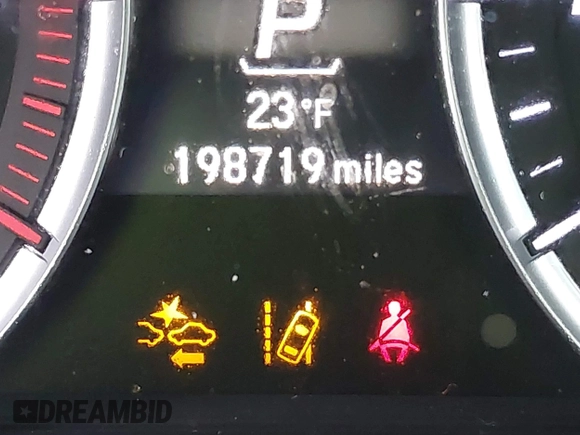 P
23°F
198719 miles
DREAMBID